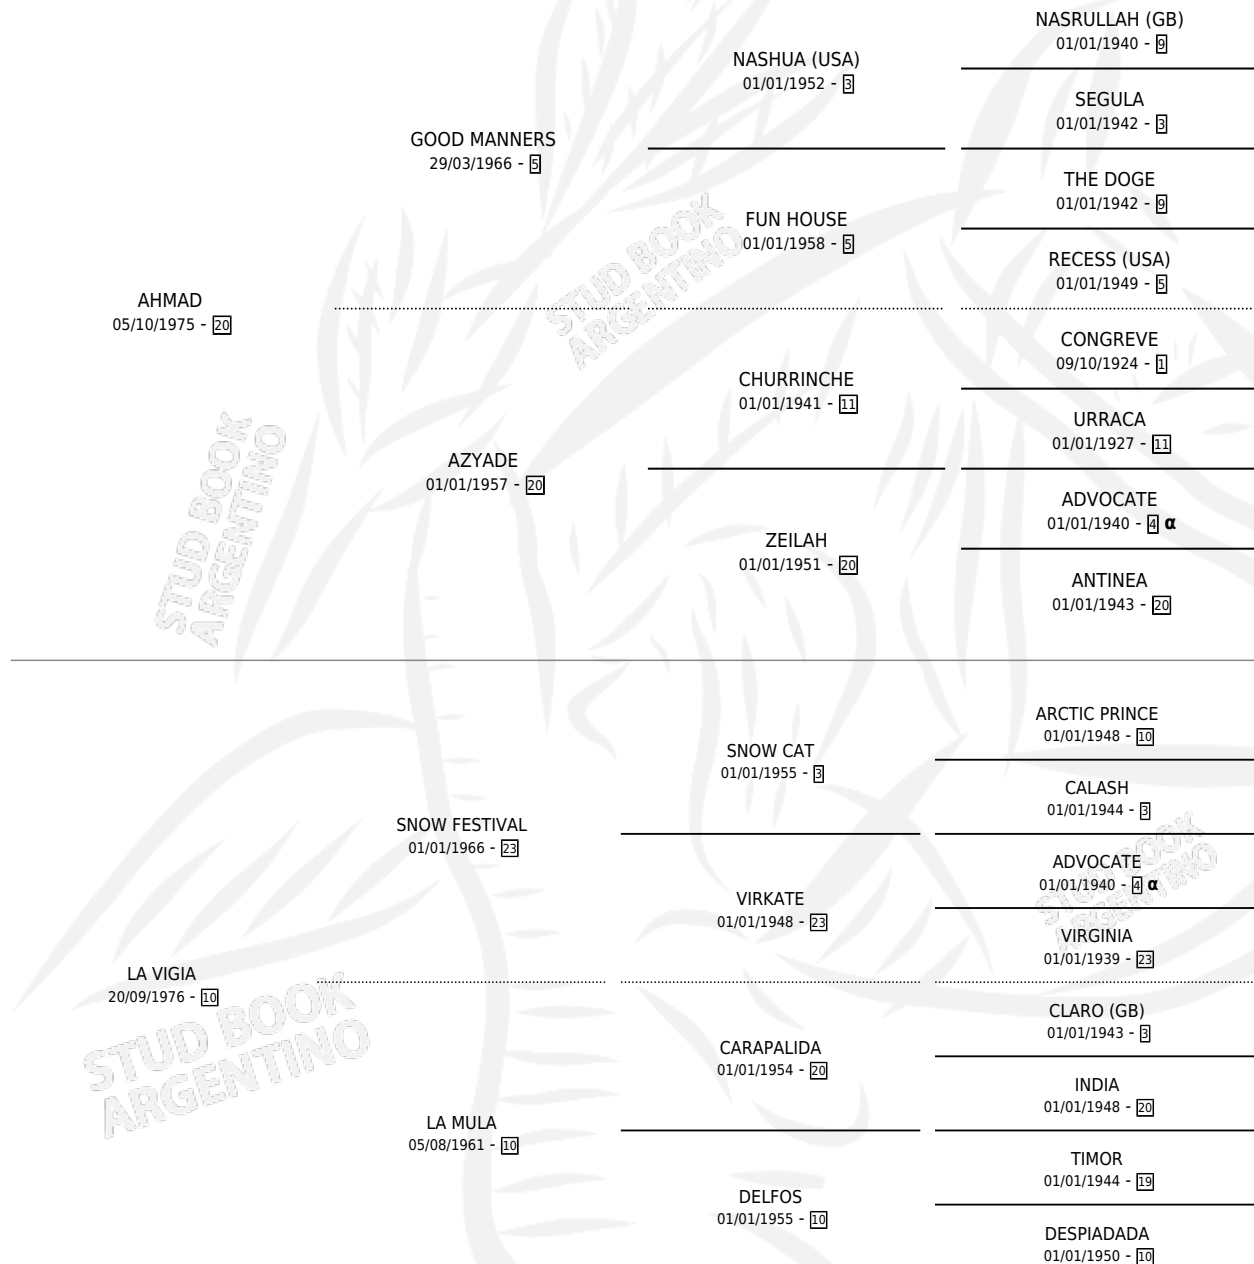 NASRULLAH (GB)
01/01/1940 - 9
NASHUA (USA)
01/01/1952 - 3
SEGULA
01/01/1942 - 3
GOOD MANNERS
29/03/1966 - 5
THE DOGE
01/01/1942 - 9
FUN HOUSE
01/01/1958 - 5
RECESS (USA)
01/01/1949 - 5
AHMAD
05/10/1975 - 20
CONGREVE
09/10/1924 - 1
CHURRINCHE
01/01/1941 - 11
URRACA
01/01/1927 - 11
AZYADE
01/01/1957 - 20
ADVOCATE
01/01/1940 - 4 α
ZEILAH
01/01/1951 - 20
ANTINEA
01/01/1943 - 20
STUD BOOK
ARGENTINO
STUD BOOK
ARGENTINO
ARCTIC PRINCE
01/01/1948 - 10
SNOW CAT
01/01/1955 - 3
CALASH
01/01/1944 - 3
SNOW FESTIVAL
01/01/1966 - 23
ADVOCATE
01/01/1940 - 4 α
VIRKATE
01/01/1948 - 23
VIRGINIA
01/01/1939 - 23
LA VIGIA
20/09/1976 - 10
CLARO (GB)
01/01/1943 - 3
CARAPALIDA
01/01/1954 - 20
INDIA
01/01/1948 - 20
LA MULA
05/08/1961 - 10
TIMOR
01/01/1944 - 19
DELFOS
01/01/1955 - 10
DESPIADADA
01/01/1950 - 10
STUD BOOK
ARGENTINO
STUD BOOK
ARGENTINO